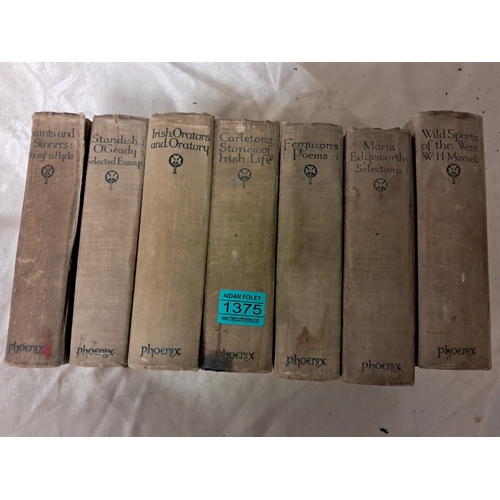 Saints and
Sinners:
Douglas Hyde
Phoenix
Standish
O'Grady
Selected Essays
Phoenix
Irish Orators
and Oratory
Phoenix
Carleton's
Stories of
Irish Life
AIDAN FOLEY
1375
Phoenix
Ferguson's
: Poems :
Phoenix
Maria
Edgeworth:
Selections
Phoenix
Wild Sports
of the West
W·H·Maxwell
Phoenix